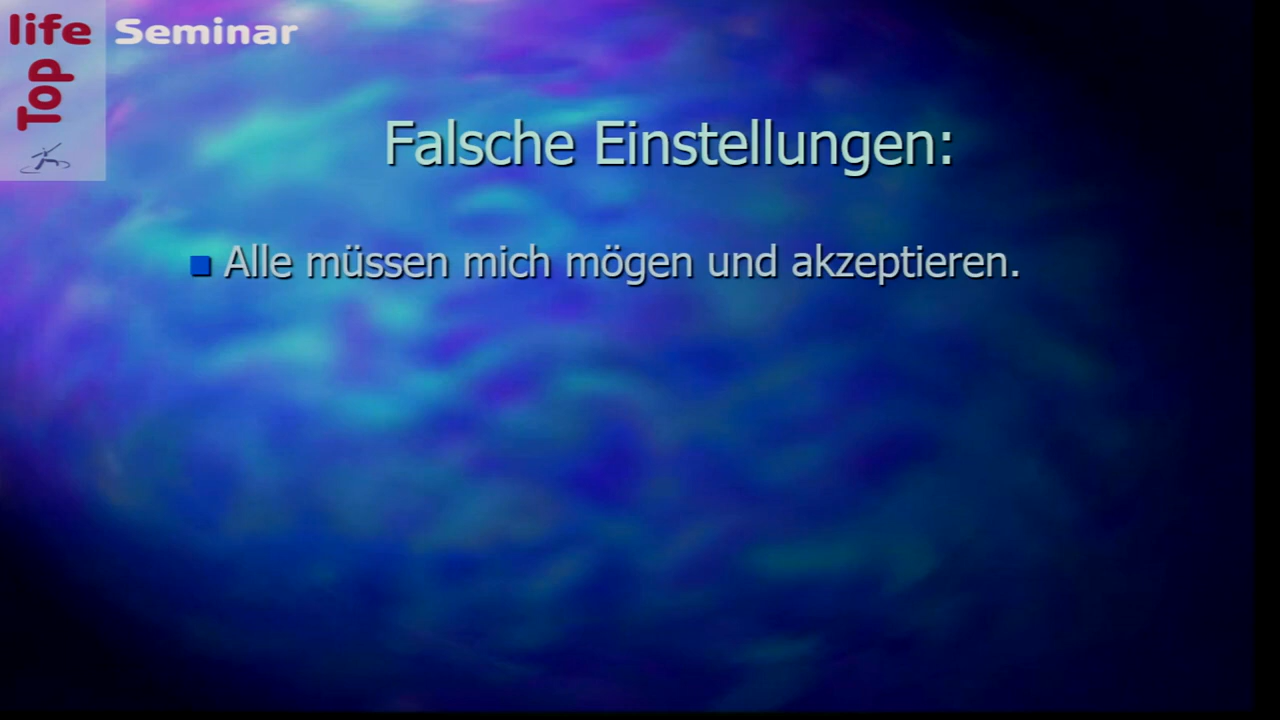 life Seminar
Top
Falsche Einstellungen:
Alle müssen mich mögen und akzeptieren.